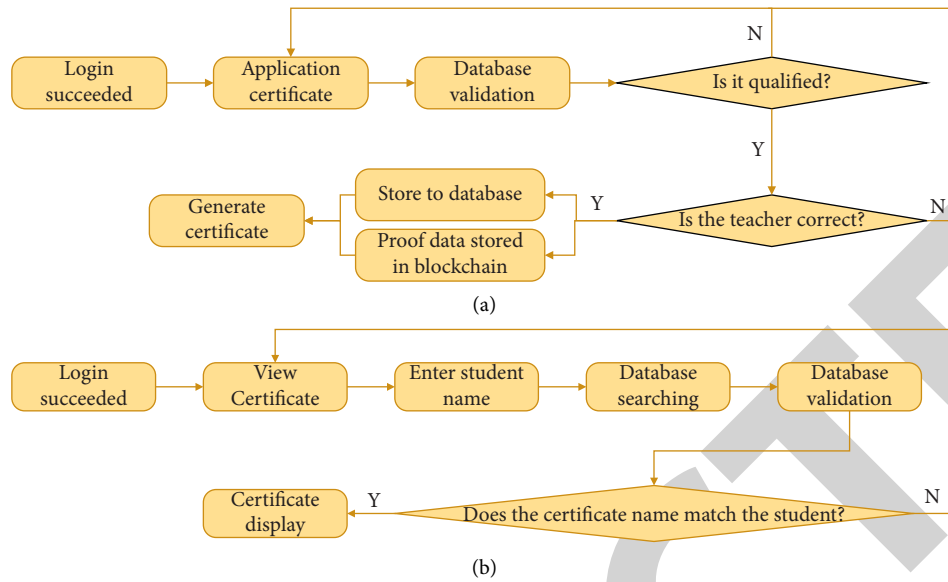 N
Login
succeeded
Application
certificate
Database
validation
Is it qualified?
Y
Generate
certificate
Store to database
Proof data stored
in blockchain
Y
Is the teacher correct?
N
(a)
Login
succeeded
View
Certificate
Enter student
name
Database
searching
Database
validation
Certificate
display
Y
Does the certificate name match the student?
N
(b)